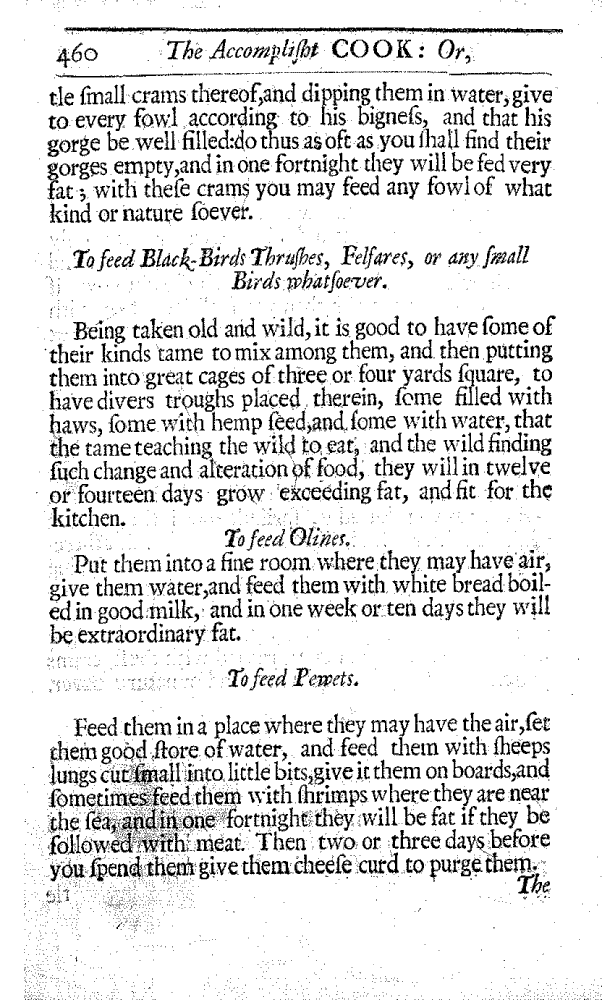 460 The Accompliſht COOK: Or,
tle ſmall crams thereof,and dipping them in water, give
to every fowl according to his bigneſs, and that his
gorge be well filled:do thus as oft as you ſhall find their
gorges empty,and in one fortnight they will be fed very
fat ; with theſe crams you may feed any fowl of what
kind or nature ſoever.
To feed Black-Birds Thruſhes, Felfares, or any ſmall
Birds whatſoever.
Being taken old and wild, it is good to have ſome of
their kinds tame to mix among them, and then putting
them into great cages of three or four yards ſquare, to
have divers troughs placed therein, ſome filled with
haws, ſome with hemp ſeed,and ſome with water, that
the tame teaching the wild to eat, and the wild finding
ſuch change and alteration of food, they will in twelve
or fourteen days grow exceeding fat, and fit for the
kitchen.
To feed Olines.
Put them into a fine room where they may have air,
give them water,and feed them with white bread boil-
ed in good milk, and in one week or ten days they will
be extraordinary fat.
To feed Pewets.
Feed them in a place where they may have the air,ſet
them good ſtore of water, and feed them with ſheeps
lungs cut ſmall into little bits,give it them on boards,and
ſometimes feed them with ſhrimps where they are near
the ſea, and in one fortnight they will be fat if they be
followed with meat. Then two or three days before
you ſpend them give them cheeſe curd to purge them.
The